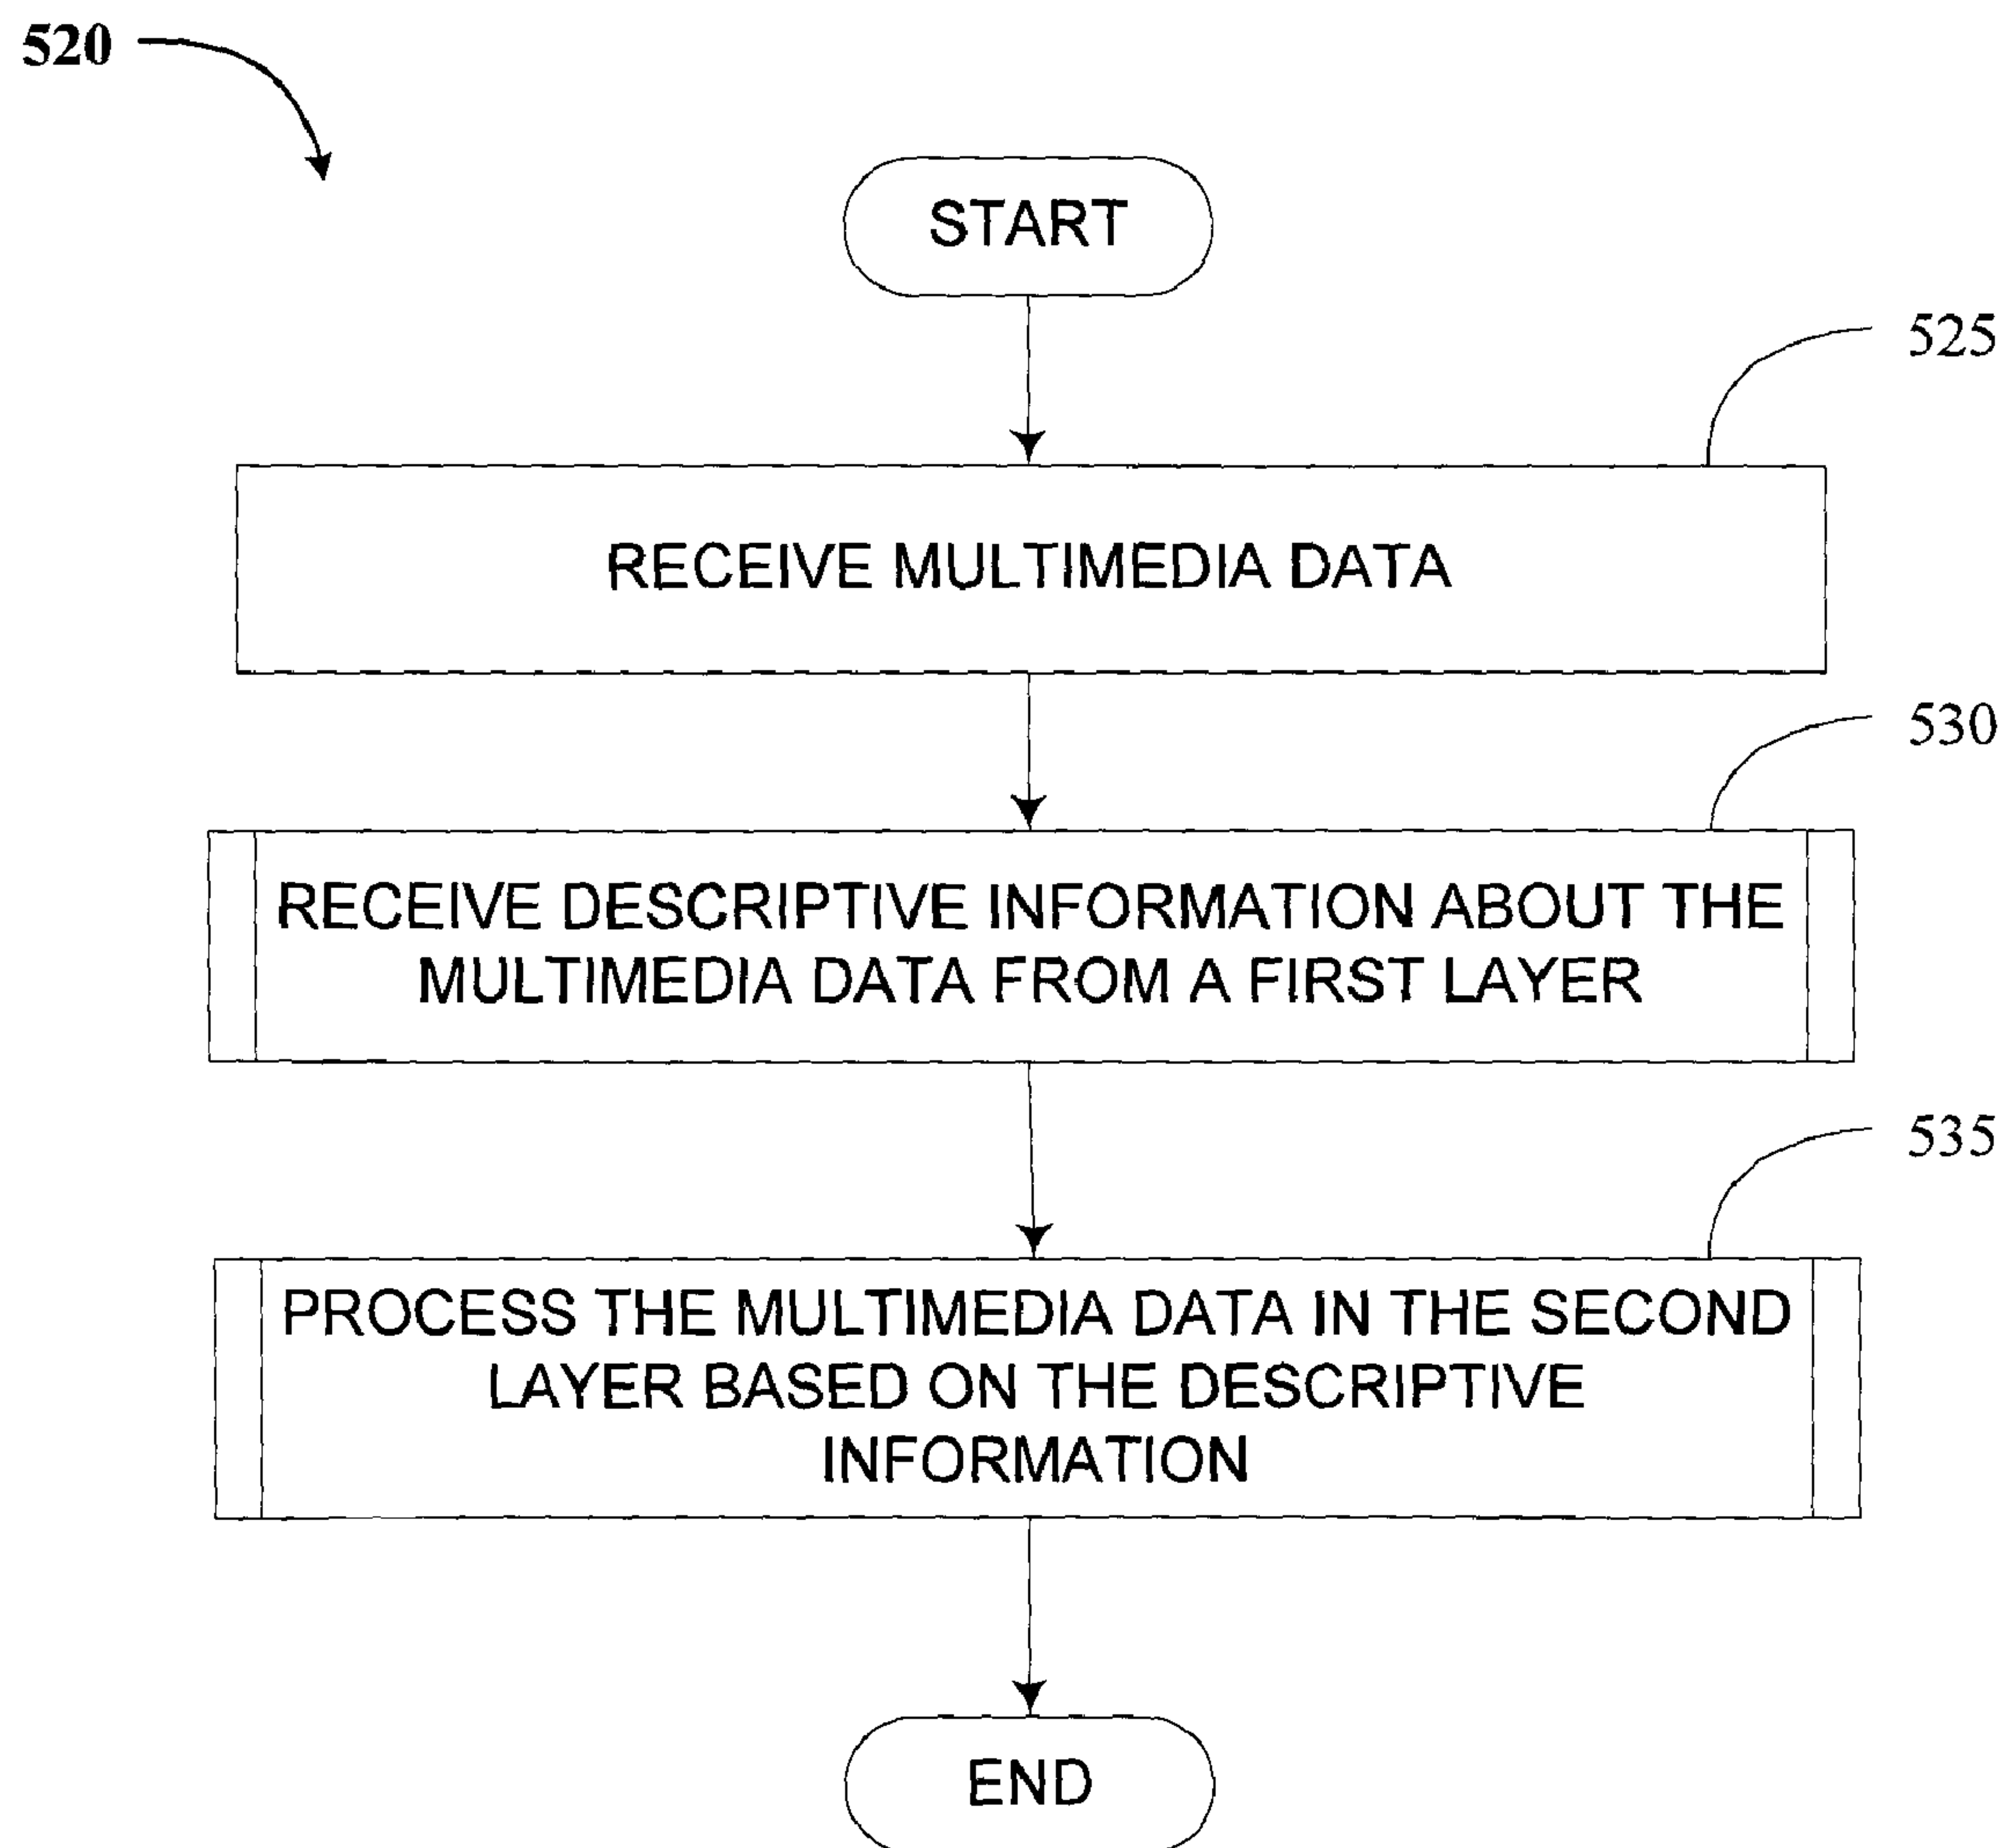 520
START
525
RECEIVE MULTIMEDIA DATA
530
RECEIVE DESCRIPTIVE INFORMATION ABOUT THE
MULTIMEDIA DATA FROM A FIRST LAYER
535
PROCESS THE MULTIMEDIA DATA IN THE SECOND
LAYER BASED ON THE DESCRIPTIVE
INFORMATION
END